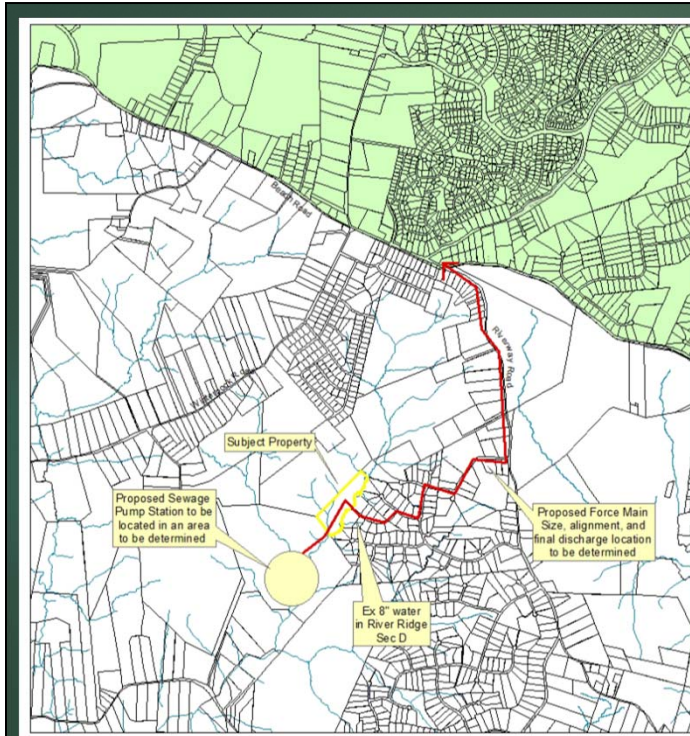 Beach Road
Riverway Road
Subject Property
Proposed Sewage
Pump Station to be
located in an area
to be determined
Proposed Force Main
Size, alignment, and
final discharge location
to be determined
Ex 8" water
in River Ridge
Sec D